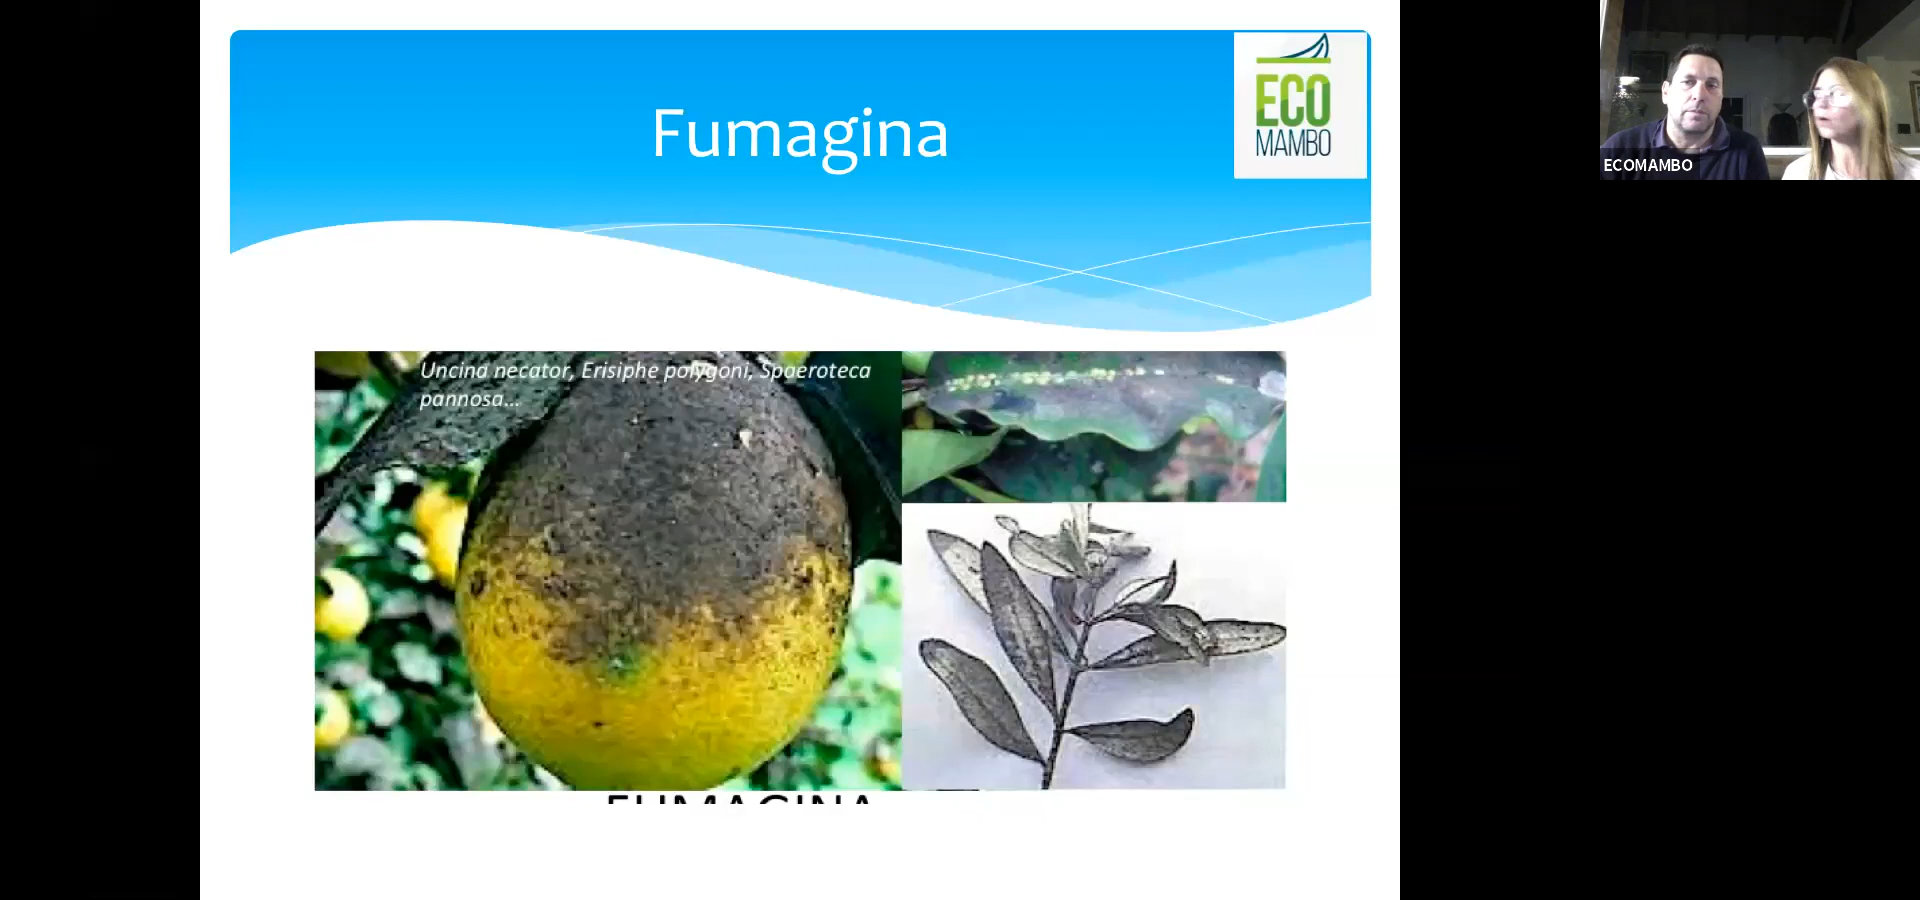 Fumagina
ECO
MAMBO
ECOMAMBO
Uncina necator, Erisiphe polygoni, Spaeroteca
pannosa...
FUMAGINA